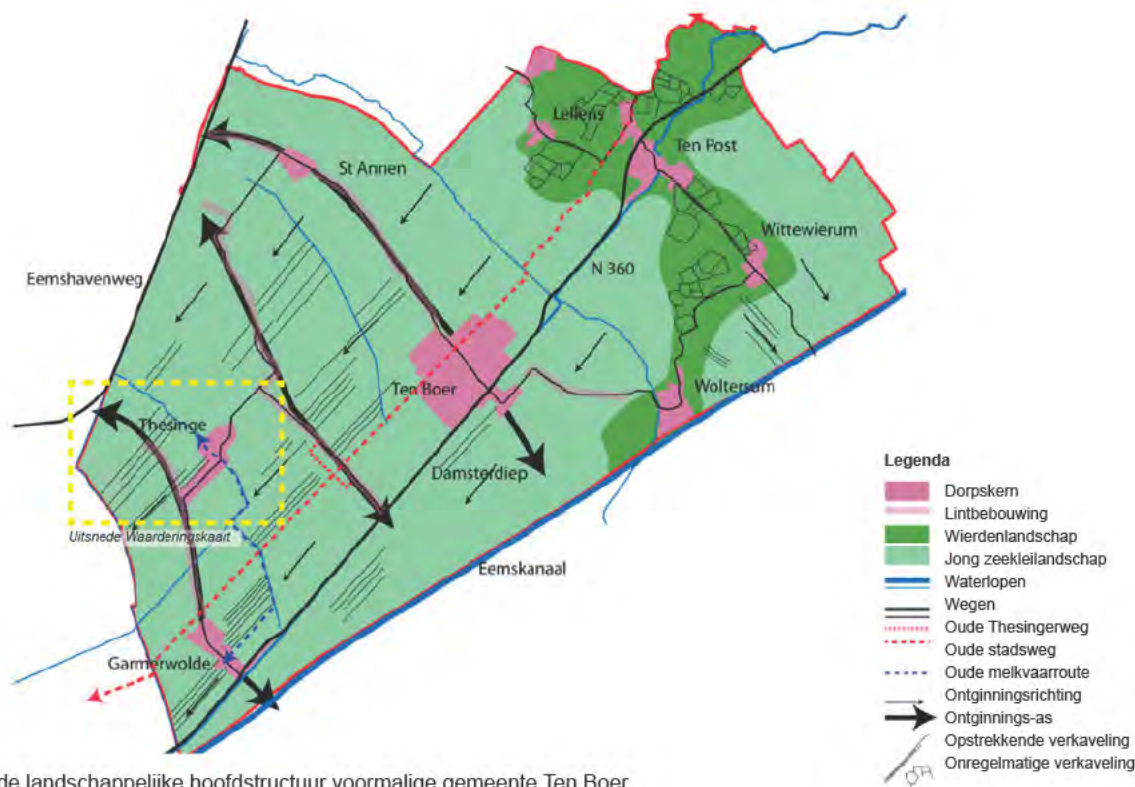 Lellens
Ten Post
St Annen
Wittewierum
N 360
Eemshavenweg
Ten Boer
Woltersum
Thesinge
Damsterdiep
Uitsnede Waarderingskaart
Eemskanaal
Garmerwolde
Legenda
Dorpskern
Lintbebouwing
Wierdenlandschap
Jong zeekleilandschap
Waterlopen
Wegen
Oude Thesingerweg
Oude stadsweg
Oude melkvaarroute
Ontginningsrichting
Ontginnings-as
Opstrekkende verkaveling
Onregelmatige verkaveling
de landschappelijke hoofdstructuur voormalige gemeente Ten Boer